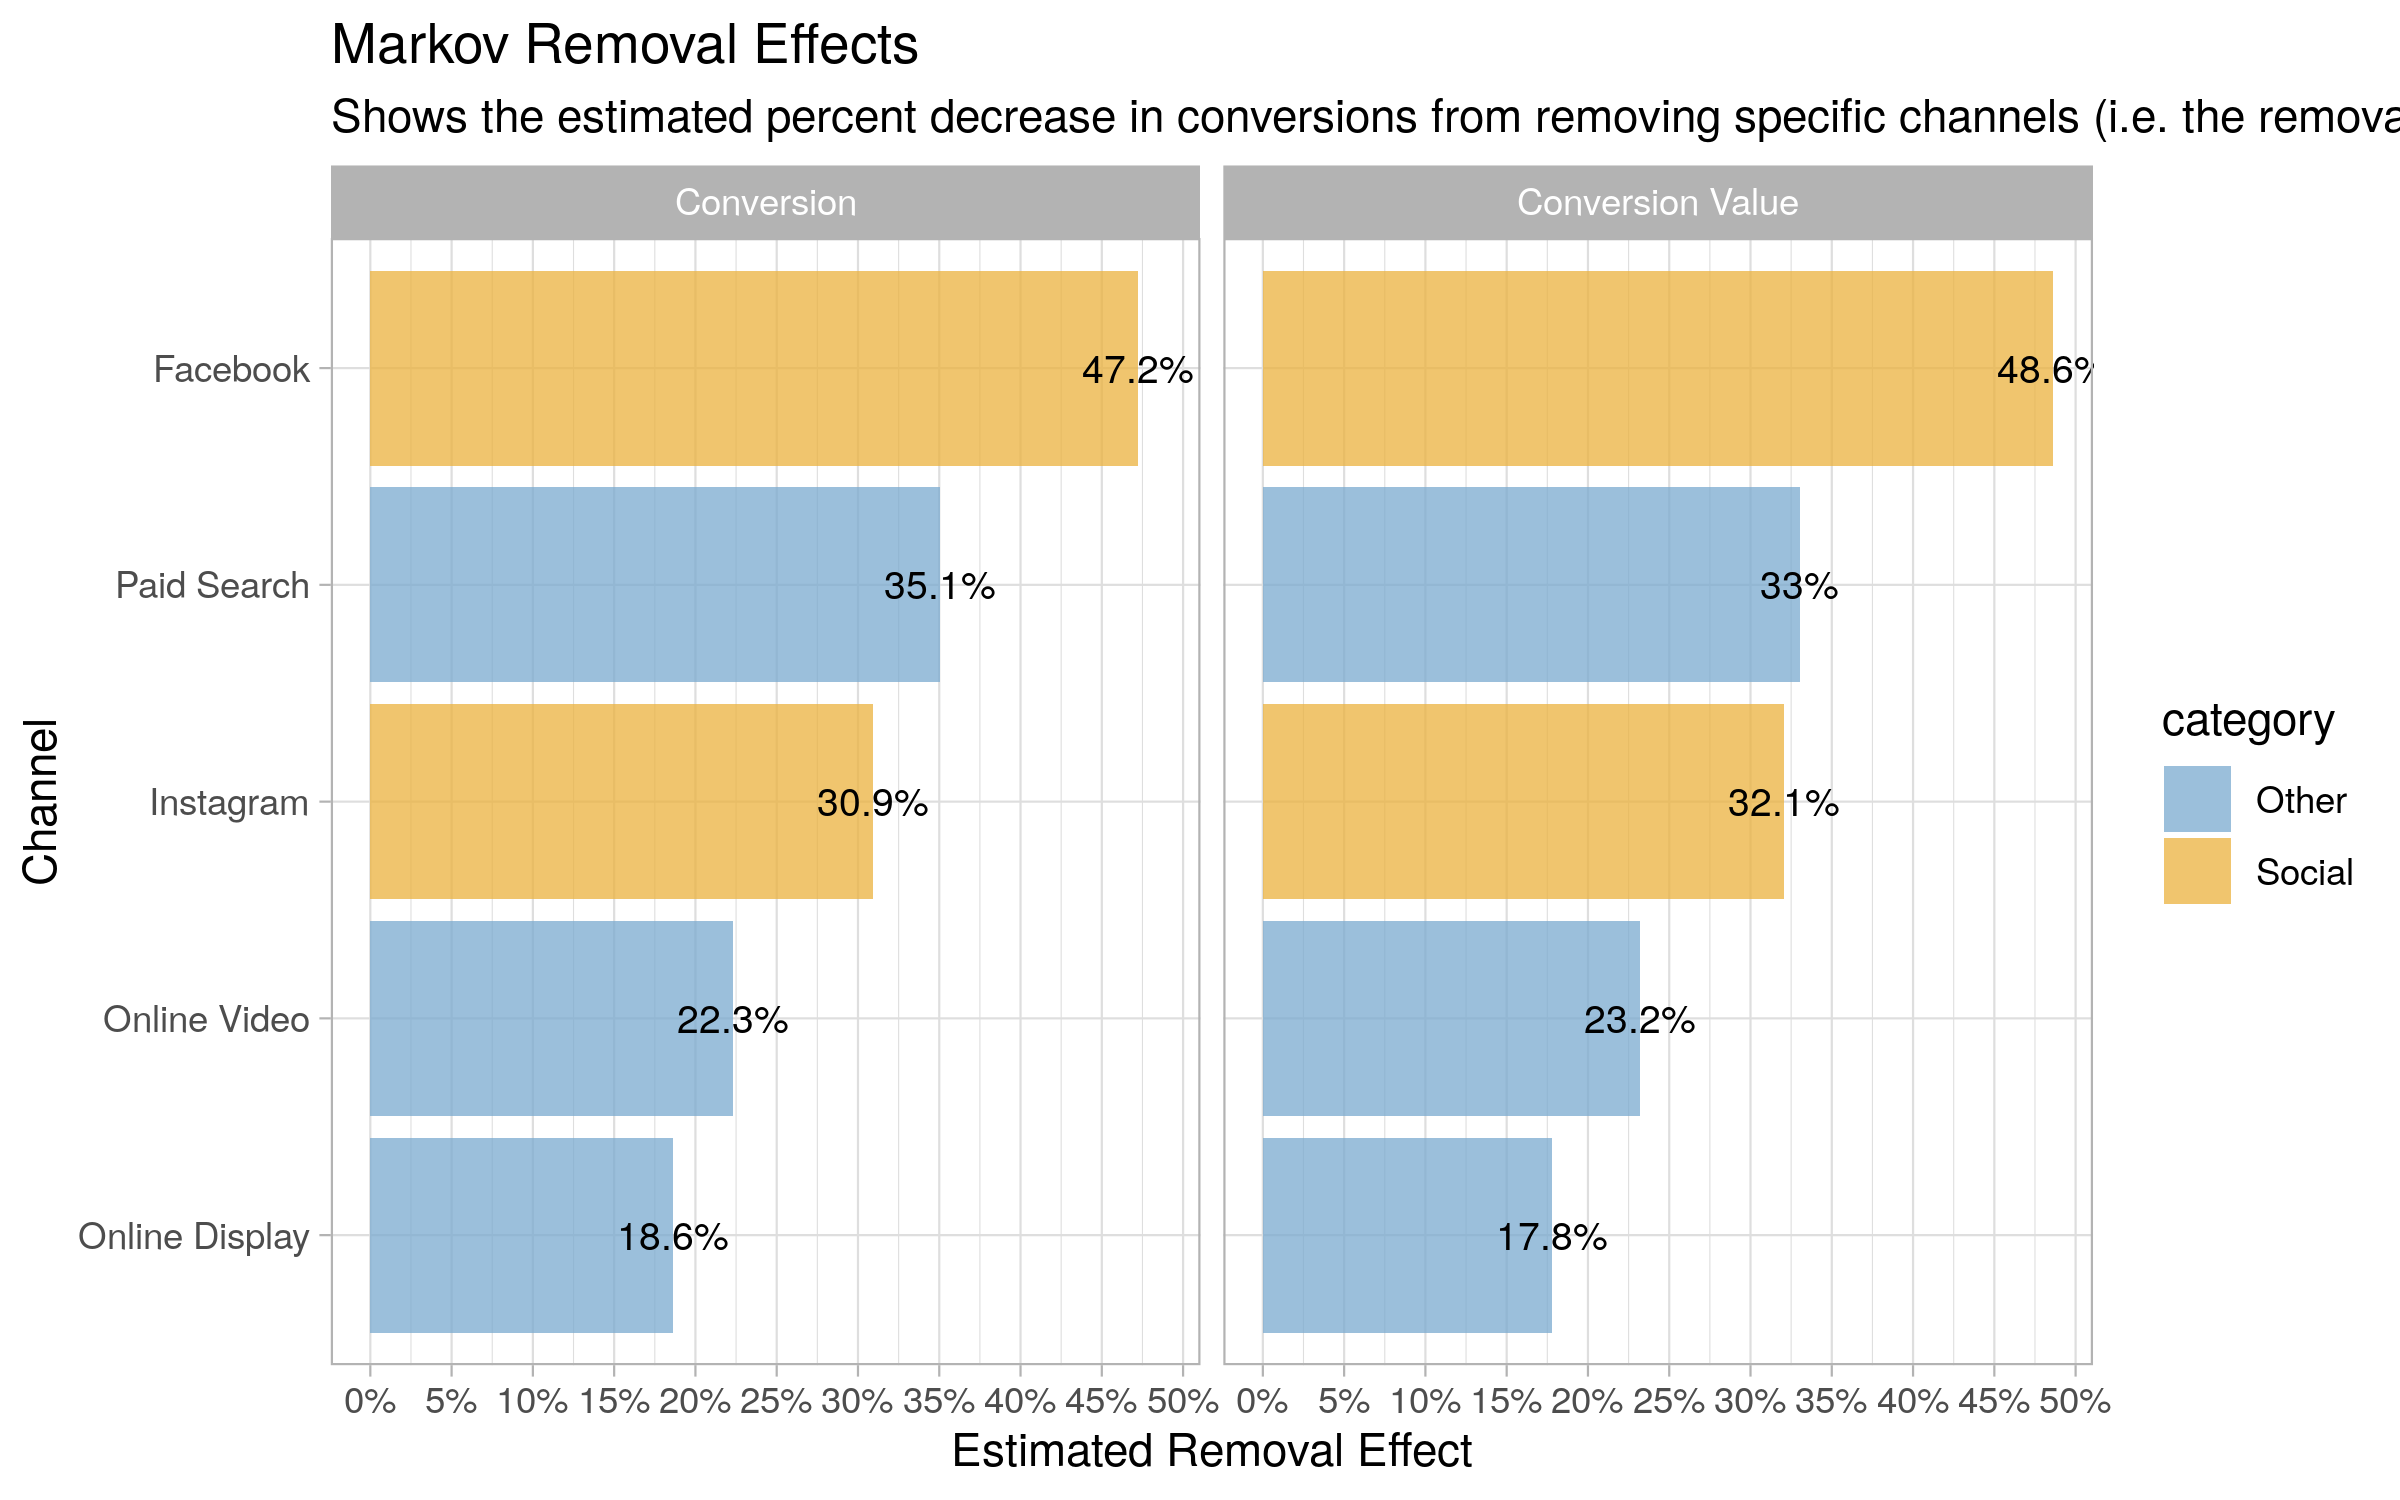 Markov Removal Effects
Shows the estimated percent decrease in conversions from removing specific channels (i.e. the
Conversion
Conversion Value
Facebook
47.2%
48.6%
Paid Search
35.1%
33%
Instagram
30.9%
32.1%
Online Video
22.3%
23.2%
Online Display
18.6%
17.8%
Channel
0% 5% 10% 15% 20% 25% 30% 35% 40% 45% 50%
0% 5% 10% 15% 20% 25% 30% 35% 40% 45% 50%
Estimated Removal Effect
category
Other
Social